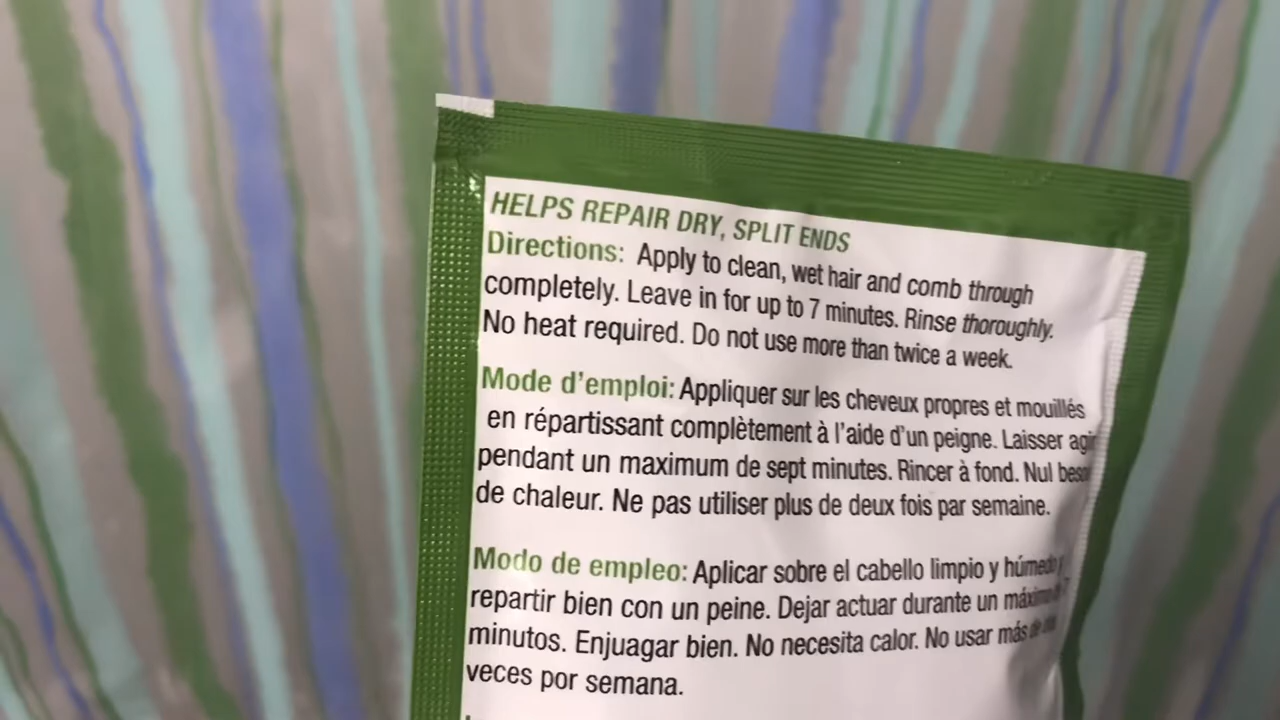 HELPS REPAIR DRY, SPLIT ENDS
Directions: Apply to clean, wet hair and comb through
completely. Leave in for up to 7 minutes. Rinse thoroughly.
No heat required. Do not use more than twice a week.
Mode d'emploi: Appliquer sur les cheveux propres et mouillés
en répartissant complètement à l'aide d'un peigne. Laisser agir
pendant un maximum de sept minutes. Rincer à fond. Nul
de chaleur. Ne pas utiliser plus de deux fois par semaine.
Modo de empleo: Aplicar sobre el cabello limpio y húmedo y
repartir bien con un peine. Dejar actuar durante un máximo
minutos. Enjuagar bien. No necesita calor. No usar más
veces por semana.